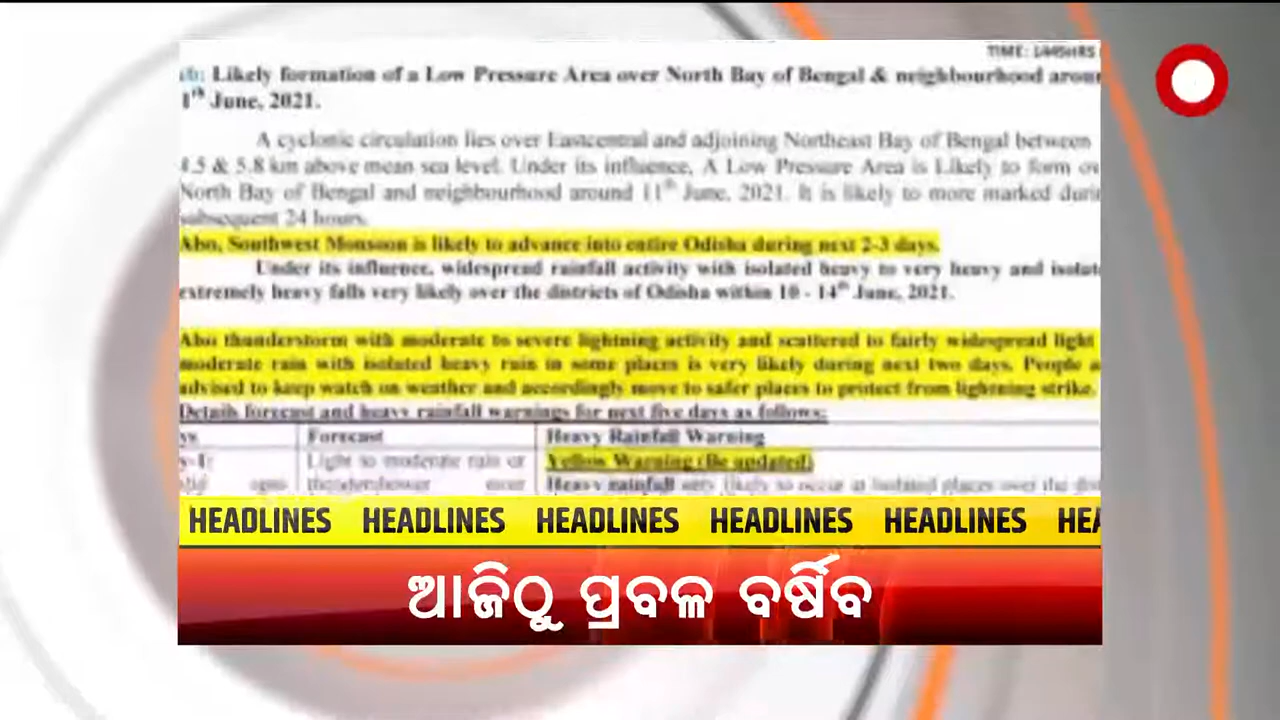 TIME: 1445HRS
Likely formation of a Low Pressure Area over North Bay of Bengal & neighbourhood
1th June, 2021.
A cyclonic circulation lies over Eastcentral and adjoining Northeast Bay of Bengal between
4.5 & 5.8 km above mean sea level. Under its influence, A Low Pressure Area is Likely to form
North Bay of Bengal and neighbourhood around 11th June, 2021. It is likely to more marked
subsequent 24 hours.
Also, Southwest Monsoon is likely to advance into entire Odisha during next 2-3 days.
Under its influence, widespread rainfall activity with isolated heavy to very heavy and
extremely heavy falls very likely over the districts of Odisha within 10 - 14th June, 2021.
Also thunderstorm with moderate to severe lightning activity and scattered to fairly widespread light
moderate rain with isolated heavy rain in some places is very likely during next two days. People
advised to keep watch on weather and accordingly move to safer places to protect from lightning strike.
Details forecast and heavy rainfall warnings for next five days as follows:
Forecast Heavy Rainfall Warning
Light to moderate rain or Yellow Warning (Be updated)
thundershower over Heavy rainfall very likely to occur at isolated places over the
HEADLINES HEADLINES HEADLINES HEADLINES HEADLINES HEA
ଆଜିଠୁ ପ୍ରବଳ ବର୍ଷିବ